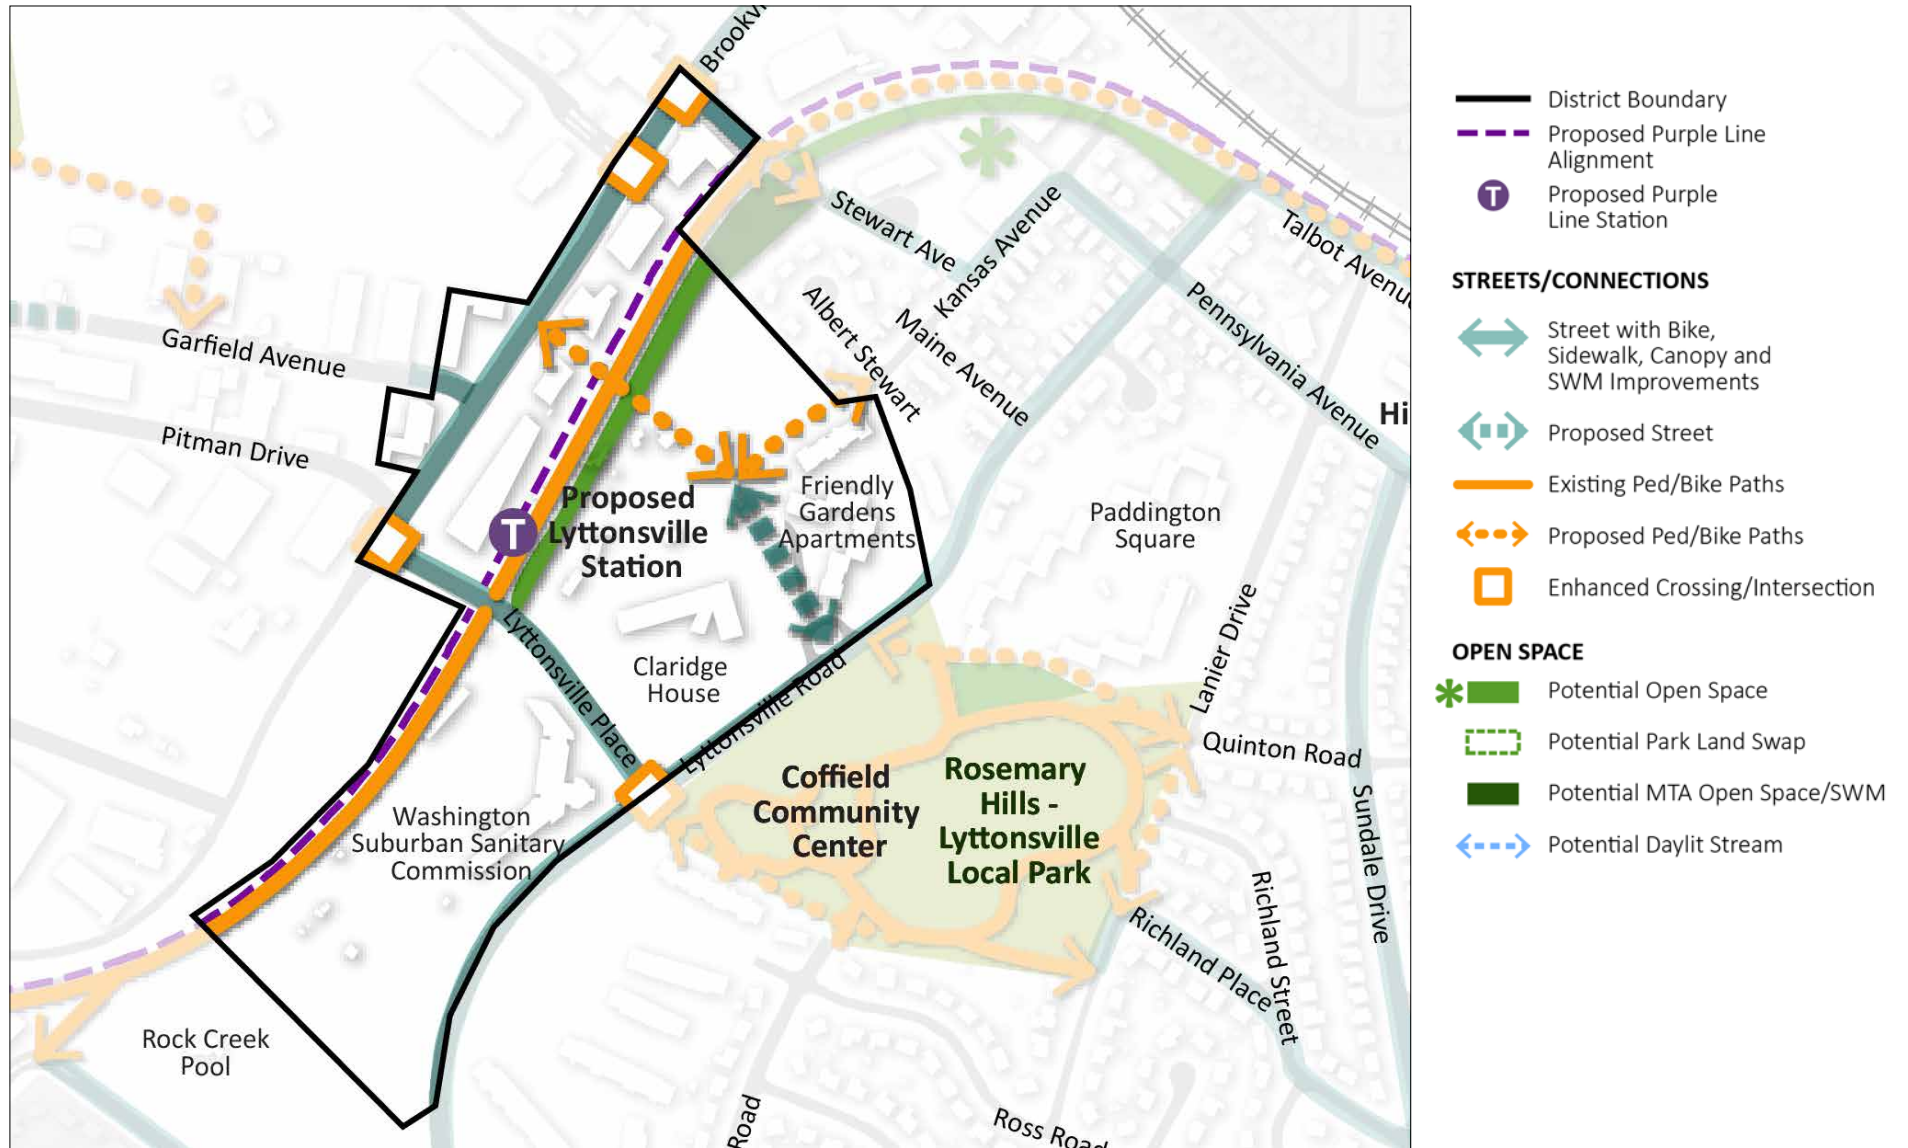 Brookv
Stewart Ave
Kansas Avenue
Talbot Avenu
Albert Stewart
Maine Avenue
Pennsylvania Avenue
Hi
Garfield Avenue
Pitman Drive
T
Proposed
Lyttonsville
Station
Friendly
Gardens
Apartments
Paddington
Square
Lyttonsville Place
Claridge
House
Lyttonsville Road
Lanier Drive
Quinton Road
Sundale Drive
Coffield
Community
Center
Rosemary
Hills -
Lyttonsville
Local Park
Washington
Suburban Sanitary
Commission
Richland Street
Richland Place
Rock Creek
Pool
Road
Ross Road
District Boundary
Proposed Purple Line
Alignment
T
Proposed Purple
Line Station
STREETS/CONNECTIONS
Street with Bike,
Sidewalk, Canopy and
SWM Improvements
Proposed Street
Existing Ped/Bike Paths
Proposed Ped/Bike Paths
Enhanced Crossing/Intersection
OPEN SPACE
Potential Open Space
Potential Park Land Swap
Potential MTA Open Space/SWM
Potential Daylit Stream